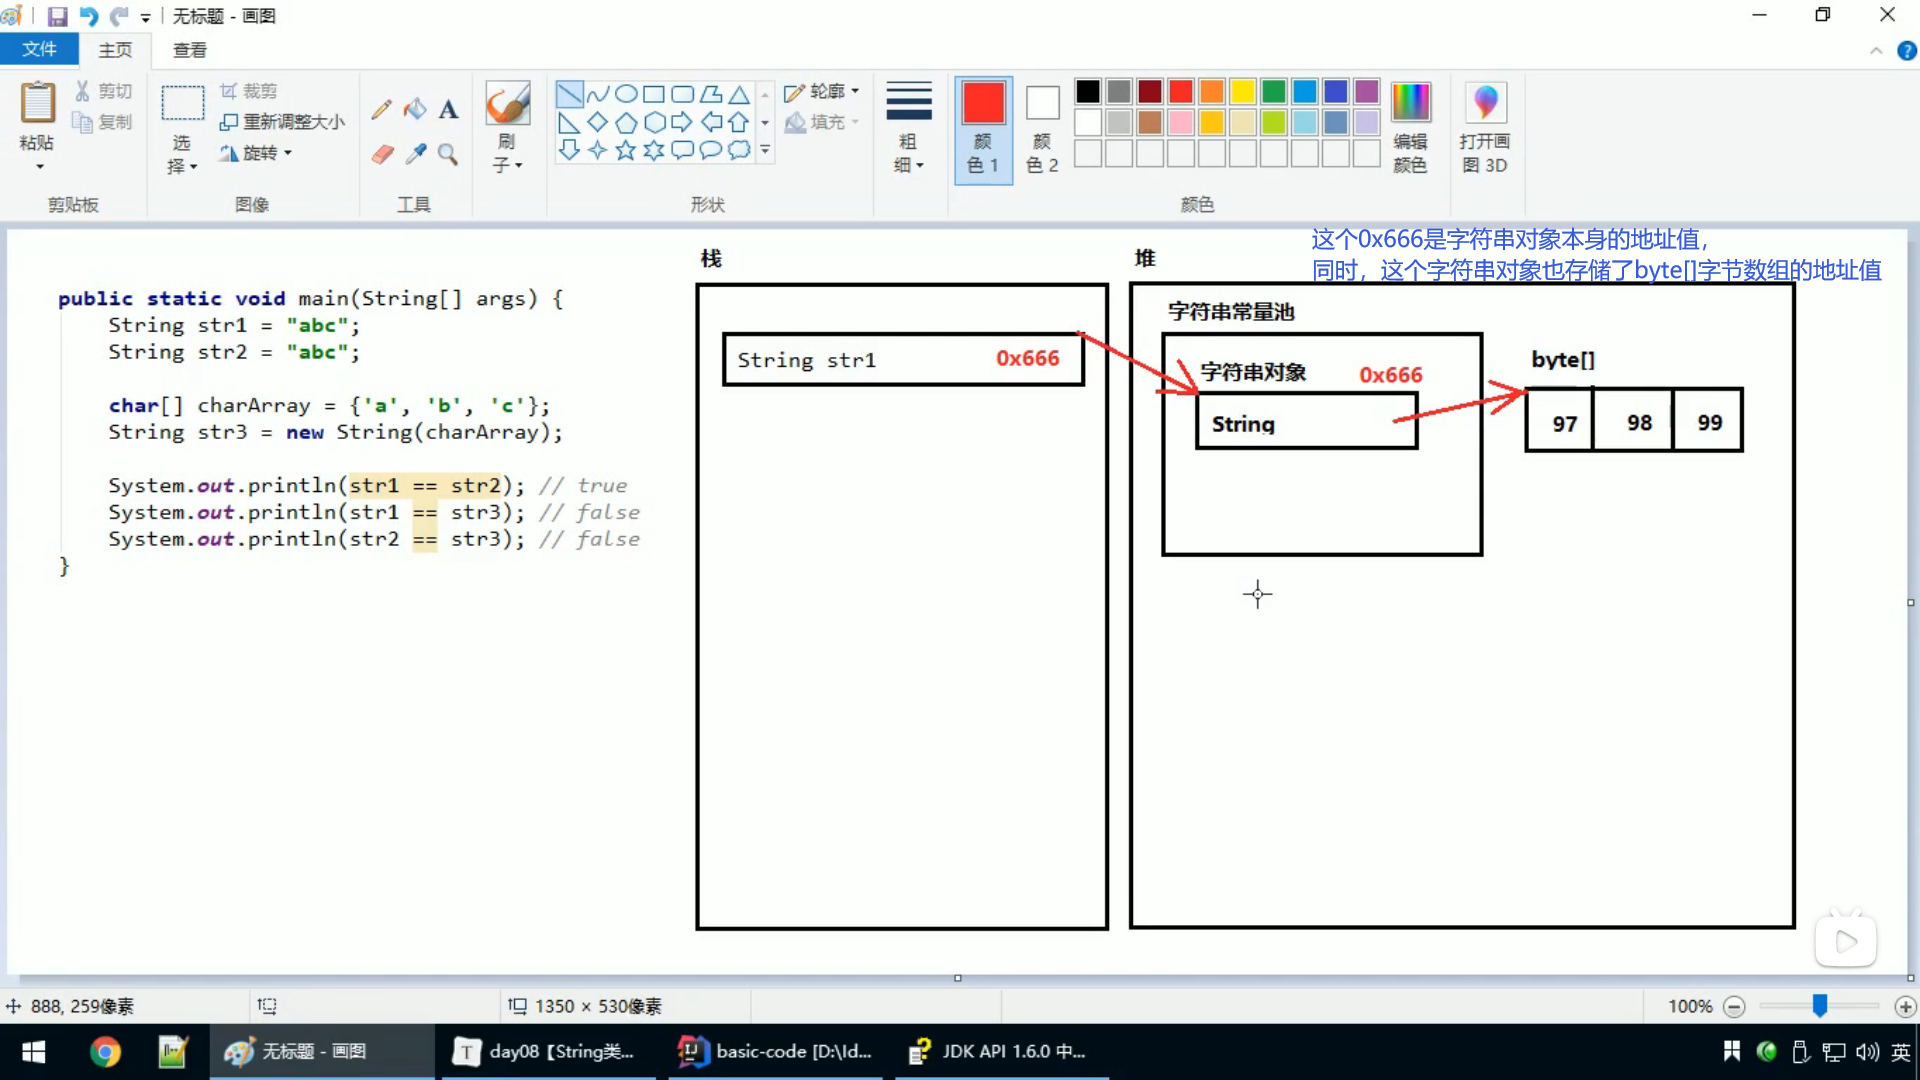 无标题 - 画图
文件 主页 查看
粘贴 剪切 复制 剪贴板
选择 裁剪 重新调整大小 旋转 图像
A 工具
刷子
轮廓 填充 形状
粗细
颜色 1 颜色 2 编辑颜色 颜色
打开画图 3D
这个0x666是字符串对象本身的地址值,
同时, 这个字符串对象也存储了byte[]字节数组的地址值
public static void main(String[] args) {
String str1 = "abc";
String str2 = "abc";
char[] charArray = {'a', 'b', 'c'};
String str3 = new String(charArray);
System.out.println(str1 == str2); // true
System.out.println(str1 == str3); // false
System.out.println(str2 == str3); // false
}
栈
String str1 0x666
堆
字符串常量池
字符串对象 0x666
String
byte[]
97 98 99
888, 259像素
1350 × 530像素
100%
无标题 - 画图
day08【String类...
basic-code [D:\Id...
JDK API 1.6.0 中...
英